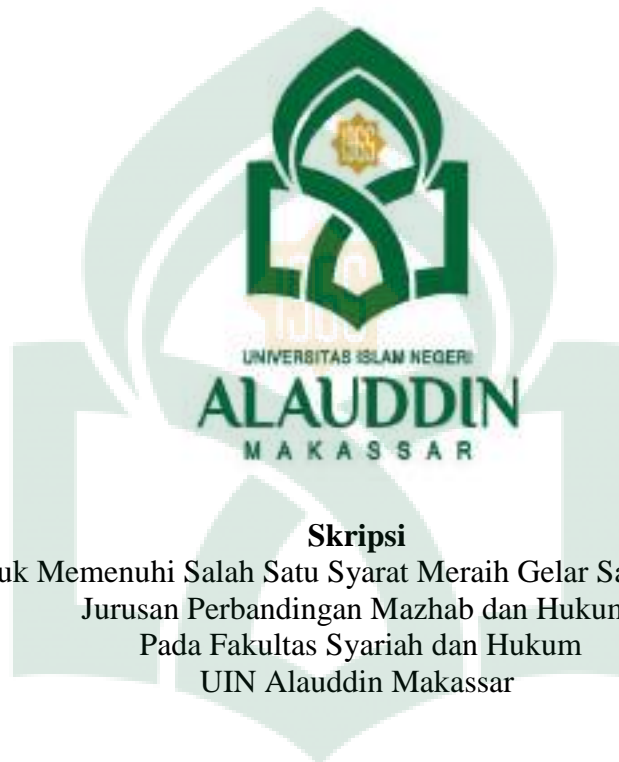 1965
UNIVERSITAS ISLAM NEGERI
ALAUDDIN
MAKASSAR
Skripsi
Memenuhi Salah Satu Syarat Meraih Gelar
Jurusan Perbandingan Mazhab dan
Pada Fakultas Syariah dan Hukum
UIN Alauddin Makassar